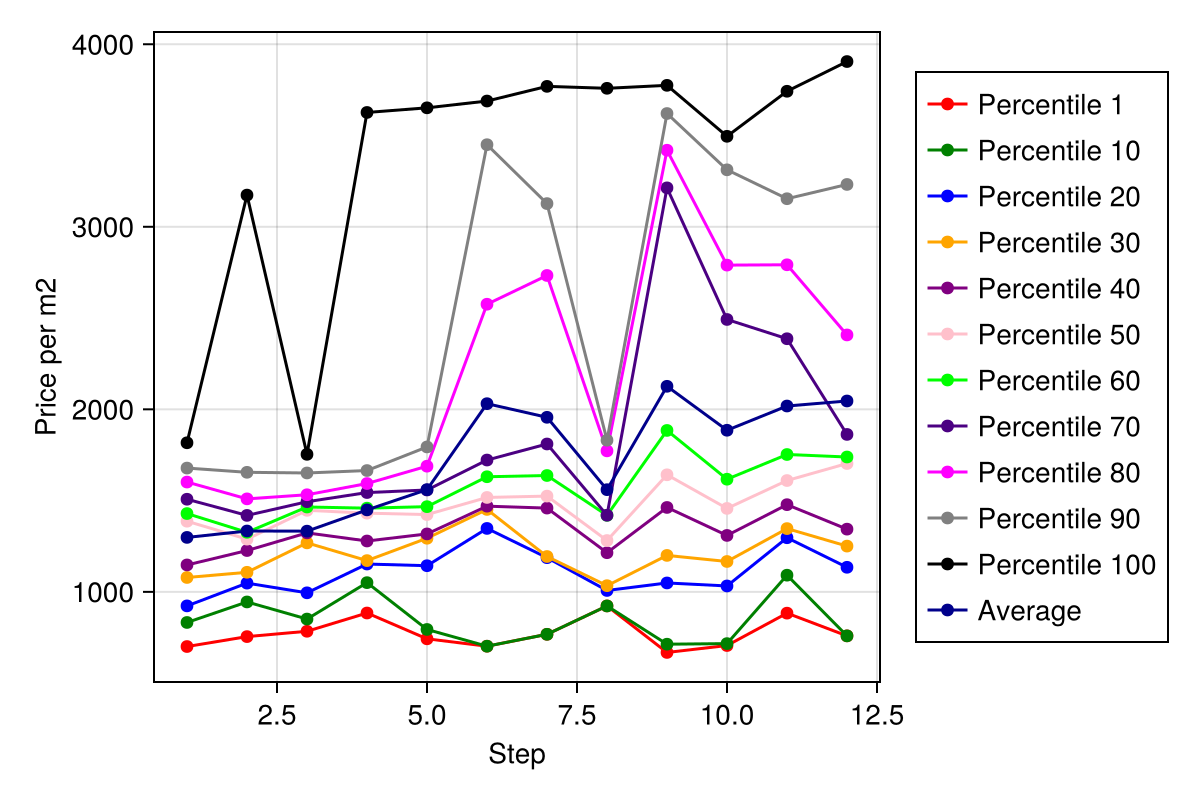 4000
3000
2000
1000
Price per m2
2.5
5.0
7.5
10.0
12.5
Step
Percentile 1
Percentile 10
Percentile 20
Percentile 30
Percentile 40
Percentile 50
Percentile 60
Percentile 70
Percentile 80
Percentile 90
Percentile 100
Average